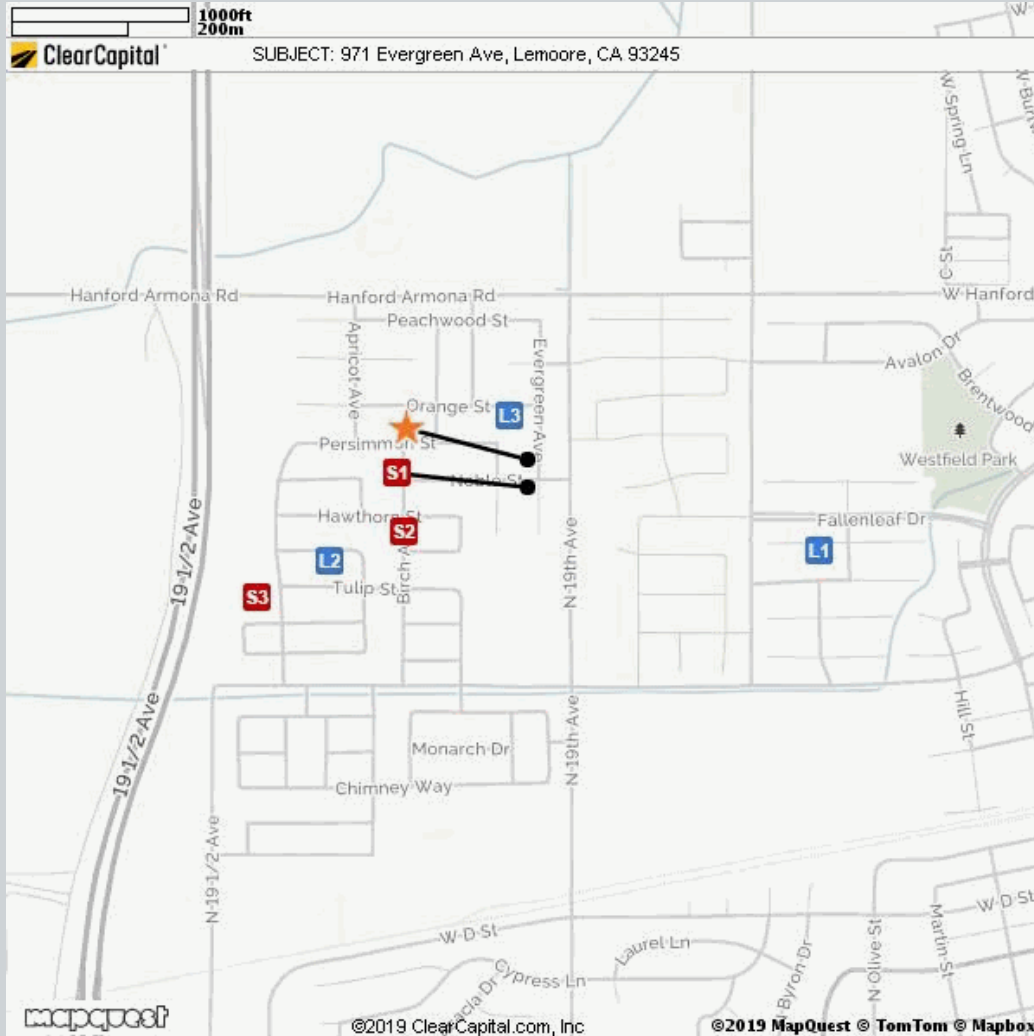 1000ft
200m
ClearCapital
SUBJECT: 971 Evergreen Ave, Lemoore, CA 93245
W-Spring-Ln
C-St
Hanford Armona Rd
Hanford Armona Rd
W Hanford
Peachwood St
Apricot-Ave
Evergreen-Ave
Avalon Dr
Brentwood
Orange St
L3
Persimmon St
Westfield Park
S1
Noble St
Hawthorn St
S2
Fallenleaf Dr
L1
L2
19-1/2-Ave
N-19th-Ave
Tulip St
Birch-A
S3
19-1/2-Ave
N-19th-Ave
Hill-St
Monarch-Dr
Chimney Way
N-19-1/2-Ave
W-D-St
W-D-St
Laurel-Ln
Cypress-Ln
acia-Dr
Byron-Dr
N-Olive-St
Martin-St
mapquest
©2019 ClearCapital.com, Inc
©2019 MapQuest © TomTom © Mapbox